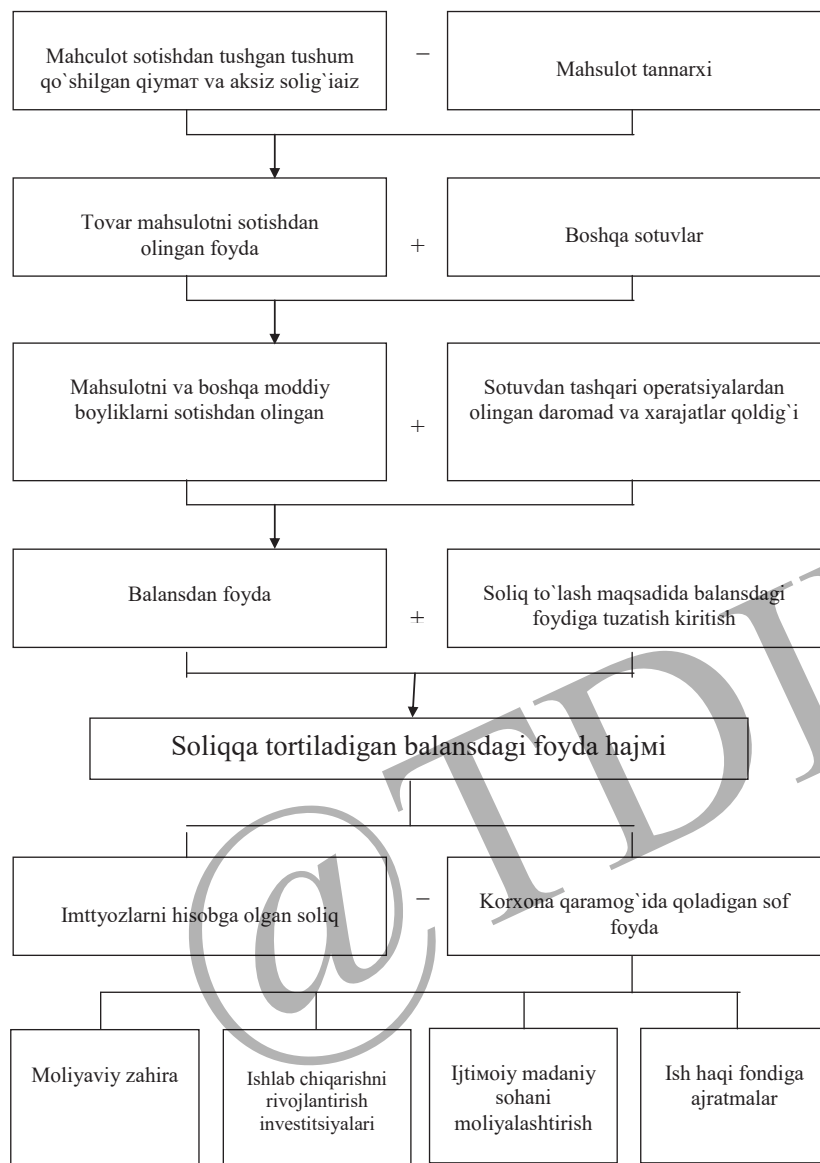 Mahculot sotishdan tushgan tushum
qo`shilgan qiymат va aksiz solig`iaiz
−
Mahsulot tannarxi
Tovar mahsulotni sotishdan
olingan foyda
+
Boshqa sotuvlar
Mahsulotni va boshqa moddiy
boyliklarni sotishdan olingan
+
Sotuvdan tashqari operatsiyalardan
olingan daromad va xarajatlar qoldig`i
Balansdan foyda
+
Soliq to`lash maqsadida balansdagi
foydiga tuzatish kiritish
Soliqqa tortiladigan balansdagi foyda hajмi
Imttyozlarni hisobga olgan soliq
−
Korxona qaramog`ida qoladigan sof
foyda
Moliyaviy zahira
Ishlab chiqarishni
rivojlantirish
investitsiyalari
Ijtiмoiy madaniy
sohani
moliyalashtirish
Ish haqi fondiga
ajratmalar